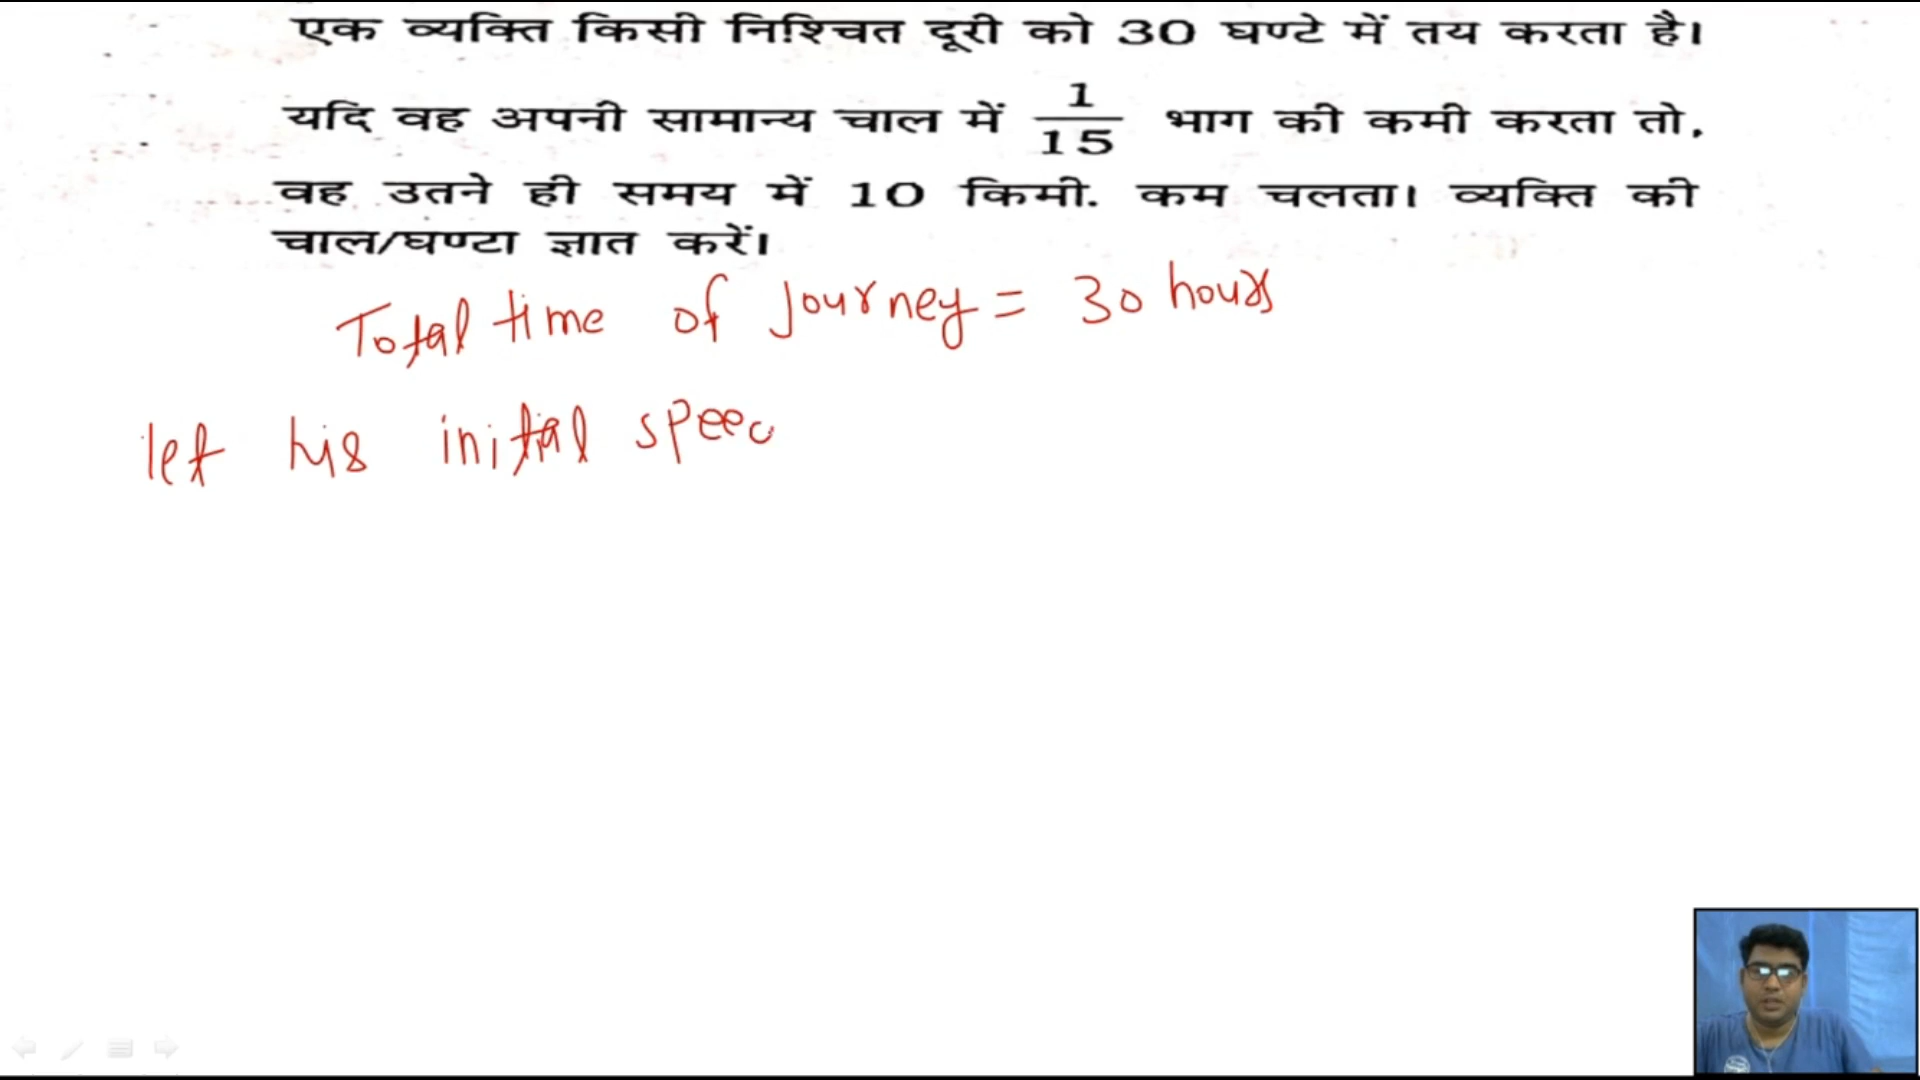 एक व्यक्ति किसी निश्चित दूरी को 30 घण्टे में तय करता है।
यदि वह अपनी सामान्य चाल में 1/15 भाग की कमी करता तो,
वह उतने ही समय में 10 किमी. कम चलता। व्यक्ति की
चाल/घण्टा ज्ञात करें।
Total time of Journey = 30 hours
let his initial speec